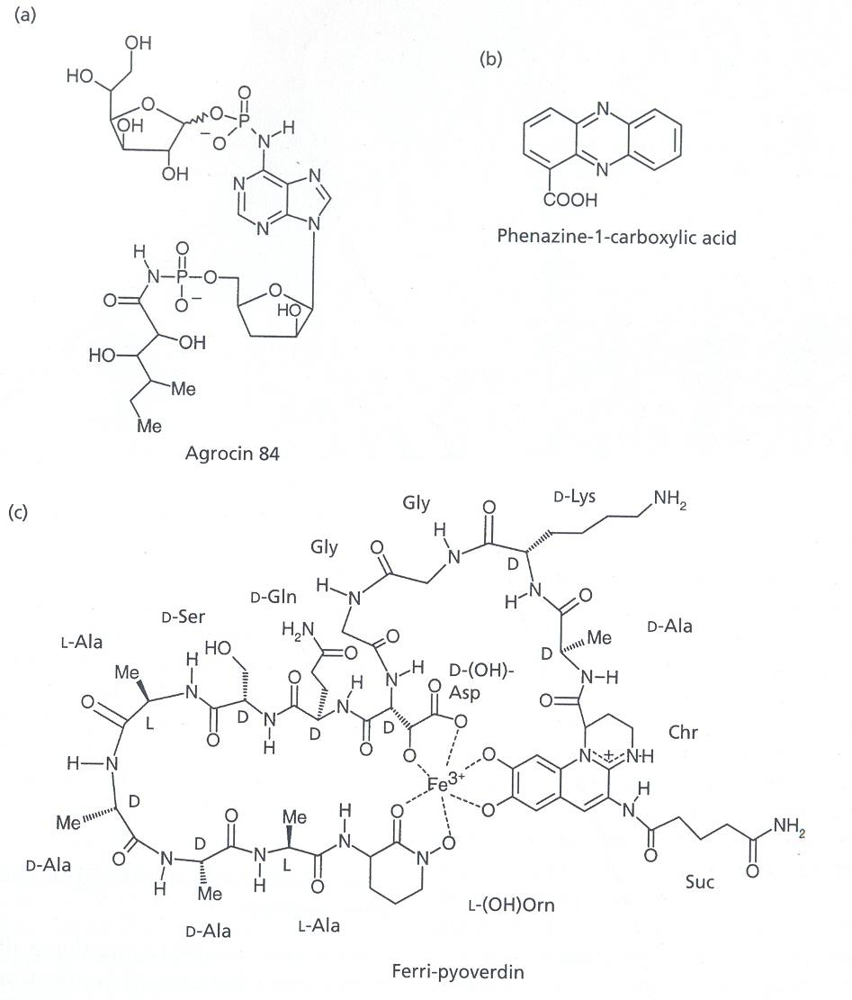 (a)
OH
HO
O
OH
OH
O
O
P
−
O
N
H
N
N
N
N
(b)
N
N
COOH
Phenazine-1-carboxylic acid
H
N
O
P
O
O−
O
HO
O
OH
HO
Me
Me
Agrocin 84
(c)
Gly
Gly
D-Lys
NH2
O
H
N
D
O
H
N
H
N
O
D-Gln
D-Ser
L-Ala
H2N
O
O
D
Me
D-Ala
HO
Me
H
N
O
N–H
D-(OH)-
Asp
N–H
O
L
O
D
N
H
O
D
H
N
O
D
O
O
O
O
Chr
N
+
NH
H–N
Fe3+
O
O
D
Me
O
H
N
NH2
D-Ala
O
N
H
D
Me
O
N
H
Me
L
O
H
N
O
N
O
O
O
Suc
D-Ala
L-Ala
L-(OH)Orn
Ferri-pyoverdin